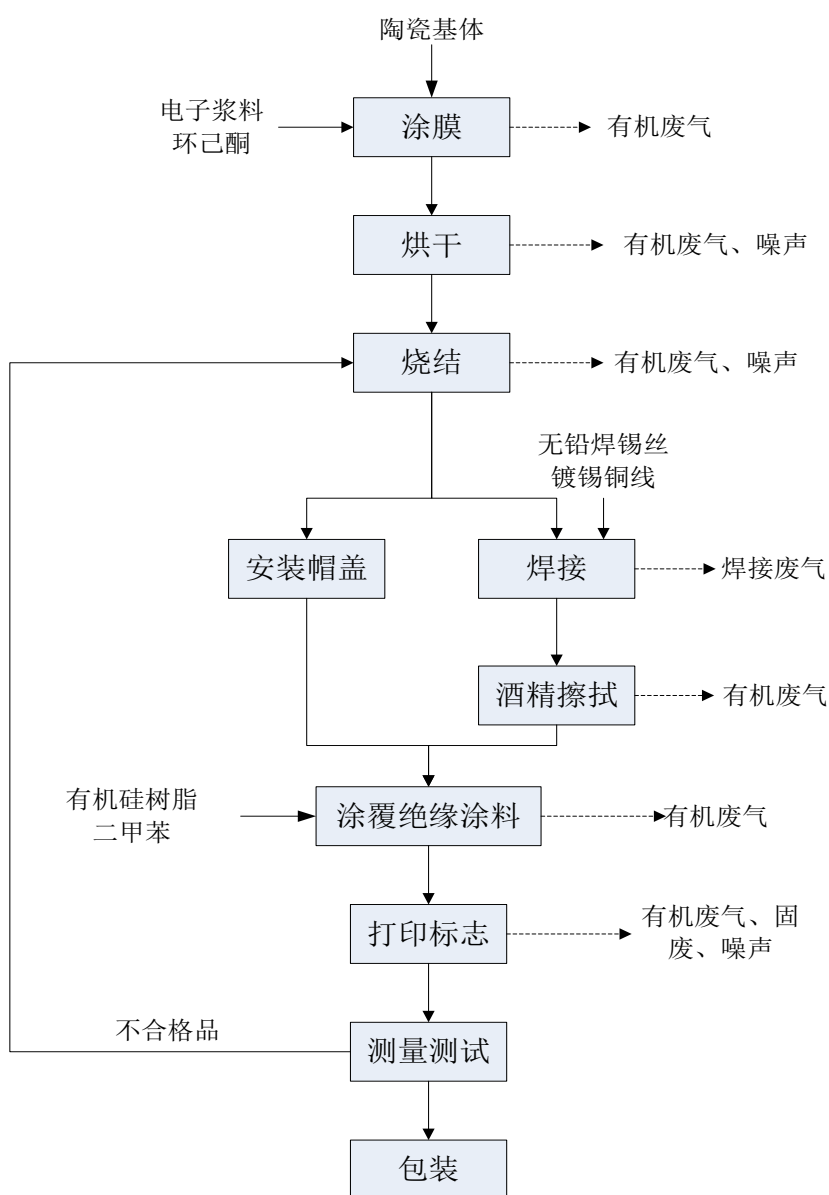 陶瓷基体
电子浆料
环己酮
涂膜
有机废气
烘干
有机废气、噪声
烧结
有机废气、噪声
无铅焊锡丝
镀锡铜线
安装帽盖
焊接
焊接废气
酒精擦拭
有机废气
有机硅树脂
二甲苯
涂覆绝缘涂料
有机废气
打印标志
有机废气、固
废、噪声
不合格品
测量测试
包装